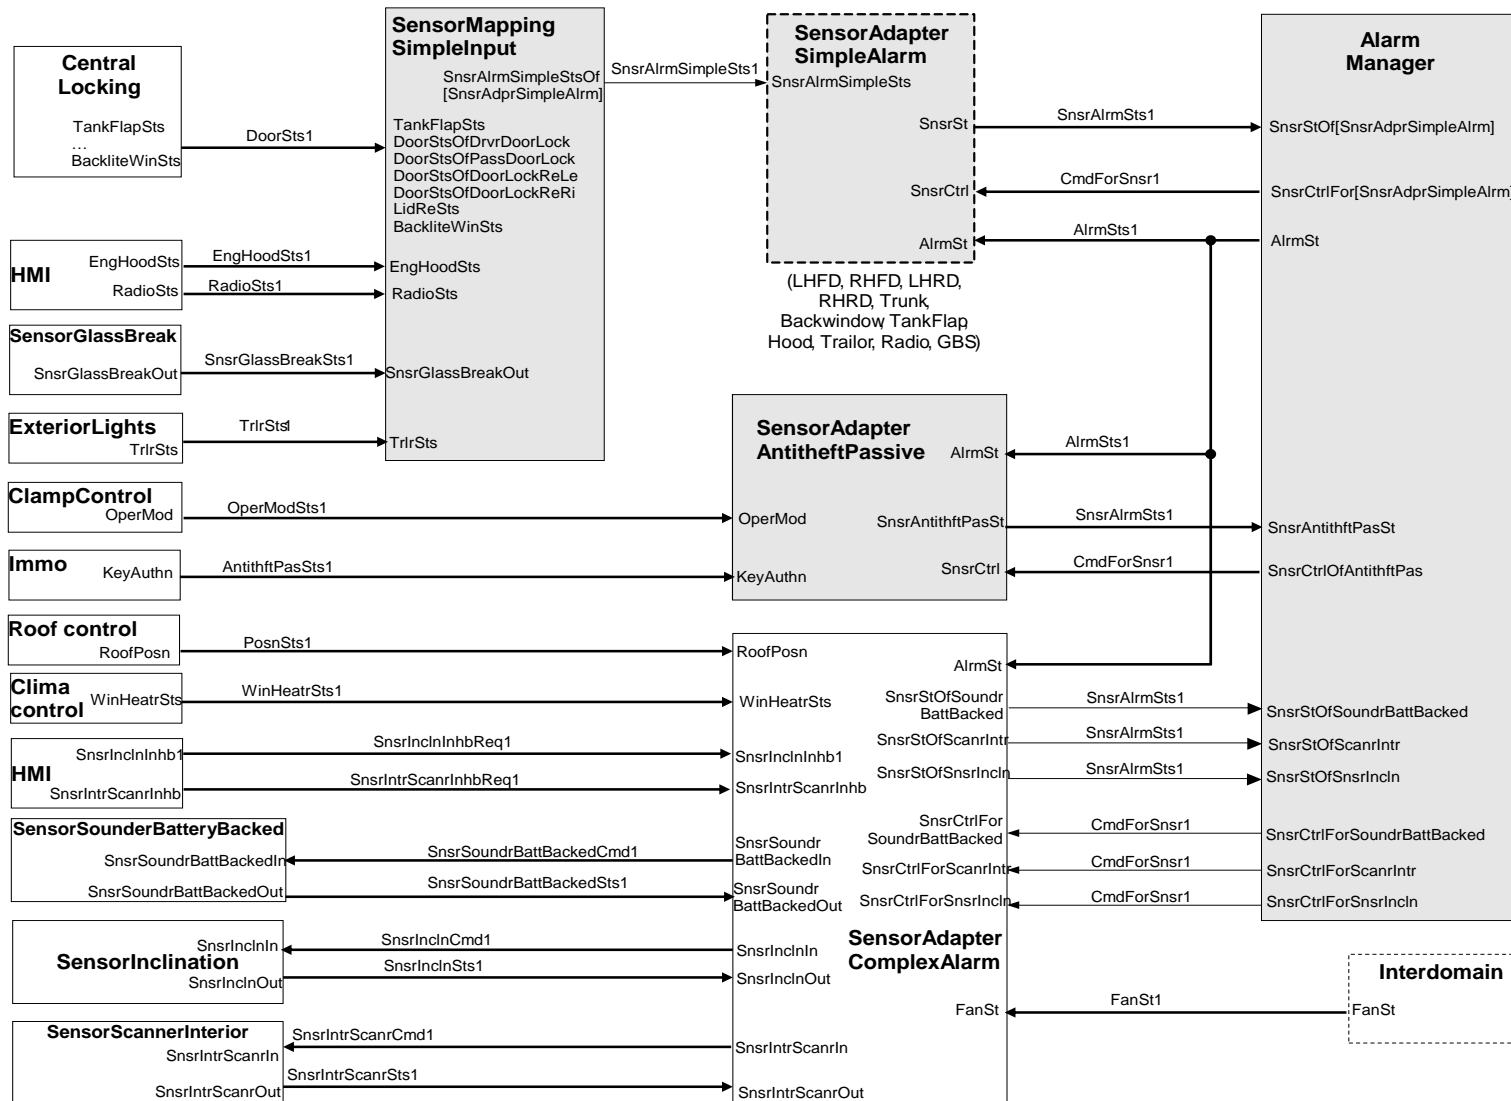 Central
Locking
TankFlapSts
...
BackliteWinSts
DoorSts1
HMI
EngHoodSts
RadioSts
EngHoodSts1
RadioSts1
SensorGlassBreak
SnsrGlassBreakOut
SnsrGlassBreakSts1
ExteriorLights
TrlrSts
TrlrSts1
ClampControl
OperMod
OperModSts1
Immo
KeyAuthn
AntithftPasSts1
Roof control
RoofPosn
PosnSts1
Clima
control
WinHeatrSts
WinHeatrSts1
HMI
SnsrInclnInhb1
SnsrIntrScanrInhb
SnsrInclnInhbReq1
SnsrIntrScanrInhbReq1
SensorSounderBatteryBacked
SnsrSoundrBattBackedIn
SnsrSoundrBattBackedOut
SnsrSoundrBattBackedCmd1
SnsrSoundrBattBackedSts1
SensorInclination
SnsrInclnIn
SnsrInclnOut
SnsrInclnCmd1
SnsrInclnSts1
SensorScannerInterior
SnsrIntrScanrIn
SnsrIntrScanrOut
SnsrIntrScanrCmd1
SnsrIntrScanrSts1
SensorMapping
SimpleInput
SnsrAlrmSimpleStsOf
[SnsrAdprSimpleAlrm]
TankFlapSts
DoorStsOfDrvrDoorLock
DoorStsOfPassDoorLock
DoorStsOfDoorLockReLe
DoorStsOfDoorLockReRi
LidReSts
BackliteWinSts
EngHoodSts
RadioSts
SnsrGlassBreakOut
TrlrSts
SnsrAlrmSimpleSts1
SensorAdapter
SimpleAlarm
SnsrAlrmSimpleSts
SnsrSt
SnsrCtrl
AlrmSt
(LHFD, RHFD, LHRD,
RHRD, Trunk,
Backwindow, TankFlap,
Hood, Trailor, Radio, GBS)
SnsrAlrmSts1
CmdForSnsr1
AlrmSts1
SensorAdapter
AntitheftPassive
AlrmSt
OperMod
SnsrAntithftPasSt
KeyAuthn
SnsrCtrl
AlrmSts1
SnsrAlrmSts1
CmdForSnsr1
RoofPosn
AlrmSt
WinHeatrSts
SnsrStOfSoundr
BattBacked
SnsrStOfScanrIntr
SnsrInclnInhb1
SnsrStOfSnsrIncln
SnsrIntrScanrInhb
SnsrCtrlFor
SoundrBattBacked
SnsrSoundr
BattBackedIn
SnsrCtrlForScanrIntr
SnsrSoundr
BattBackedOut
SnsrCtrlForSnsrIncln
SensorAdapter
ComplexAlarm
SnsrInclnIn
SnsrInclnOut
FanSt
SnsrIntrScanrIn
SnsrIntrScanrOut
SnsrAlrmSts1
SnsrAlrmSts1
SnsrAlrmSts1
CmdForSnsr1
CmdForSnsr1
CmdForSnsr1
FanSt1
Alarm
Manager
SnsrStOf[SnsrAdprSimpleAlrm]
SnsrCtrlFor[SnsrAdprSimpleAlrm]
AlrmSt
SnsrAntithftPasSt
SnsrCtrlOfAntithftPas
SnsrStOfSoundrBattBacked
SnsrStOfScanrIntr
SnsrStOfSnsrIncln
SnsrCtrlForSoundrBattBacked
SnsrCtrlForScanrIntr
SnsrCtrlForSnsrIncln
Interdomain
FanSt